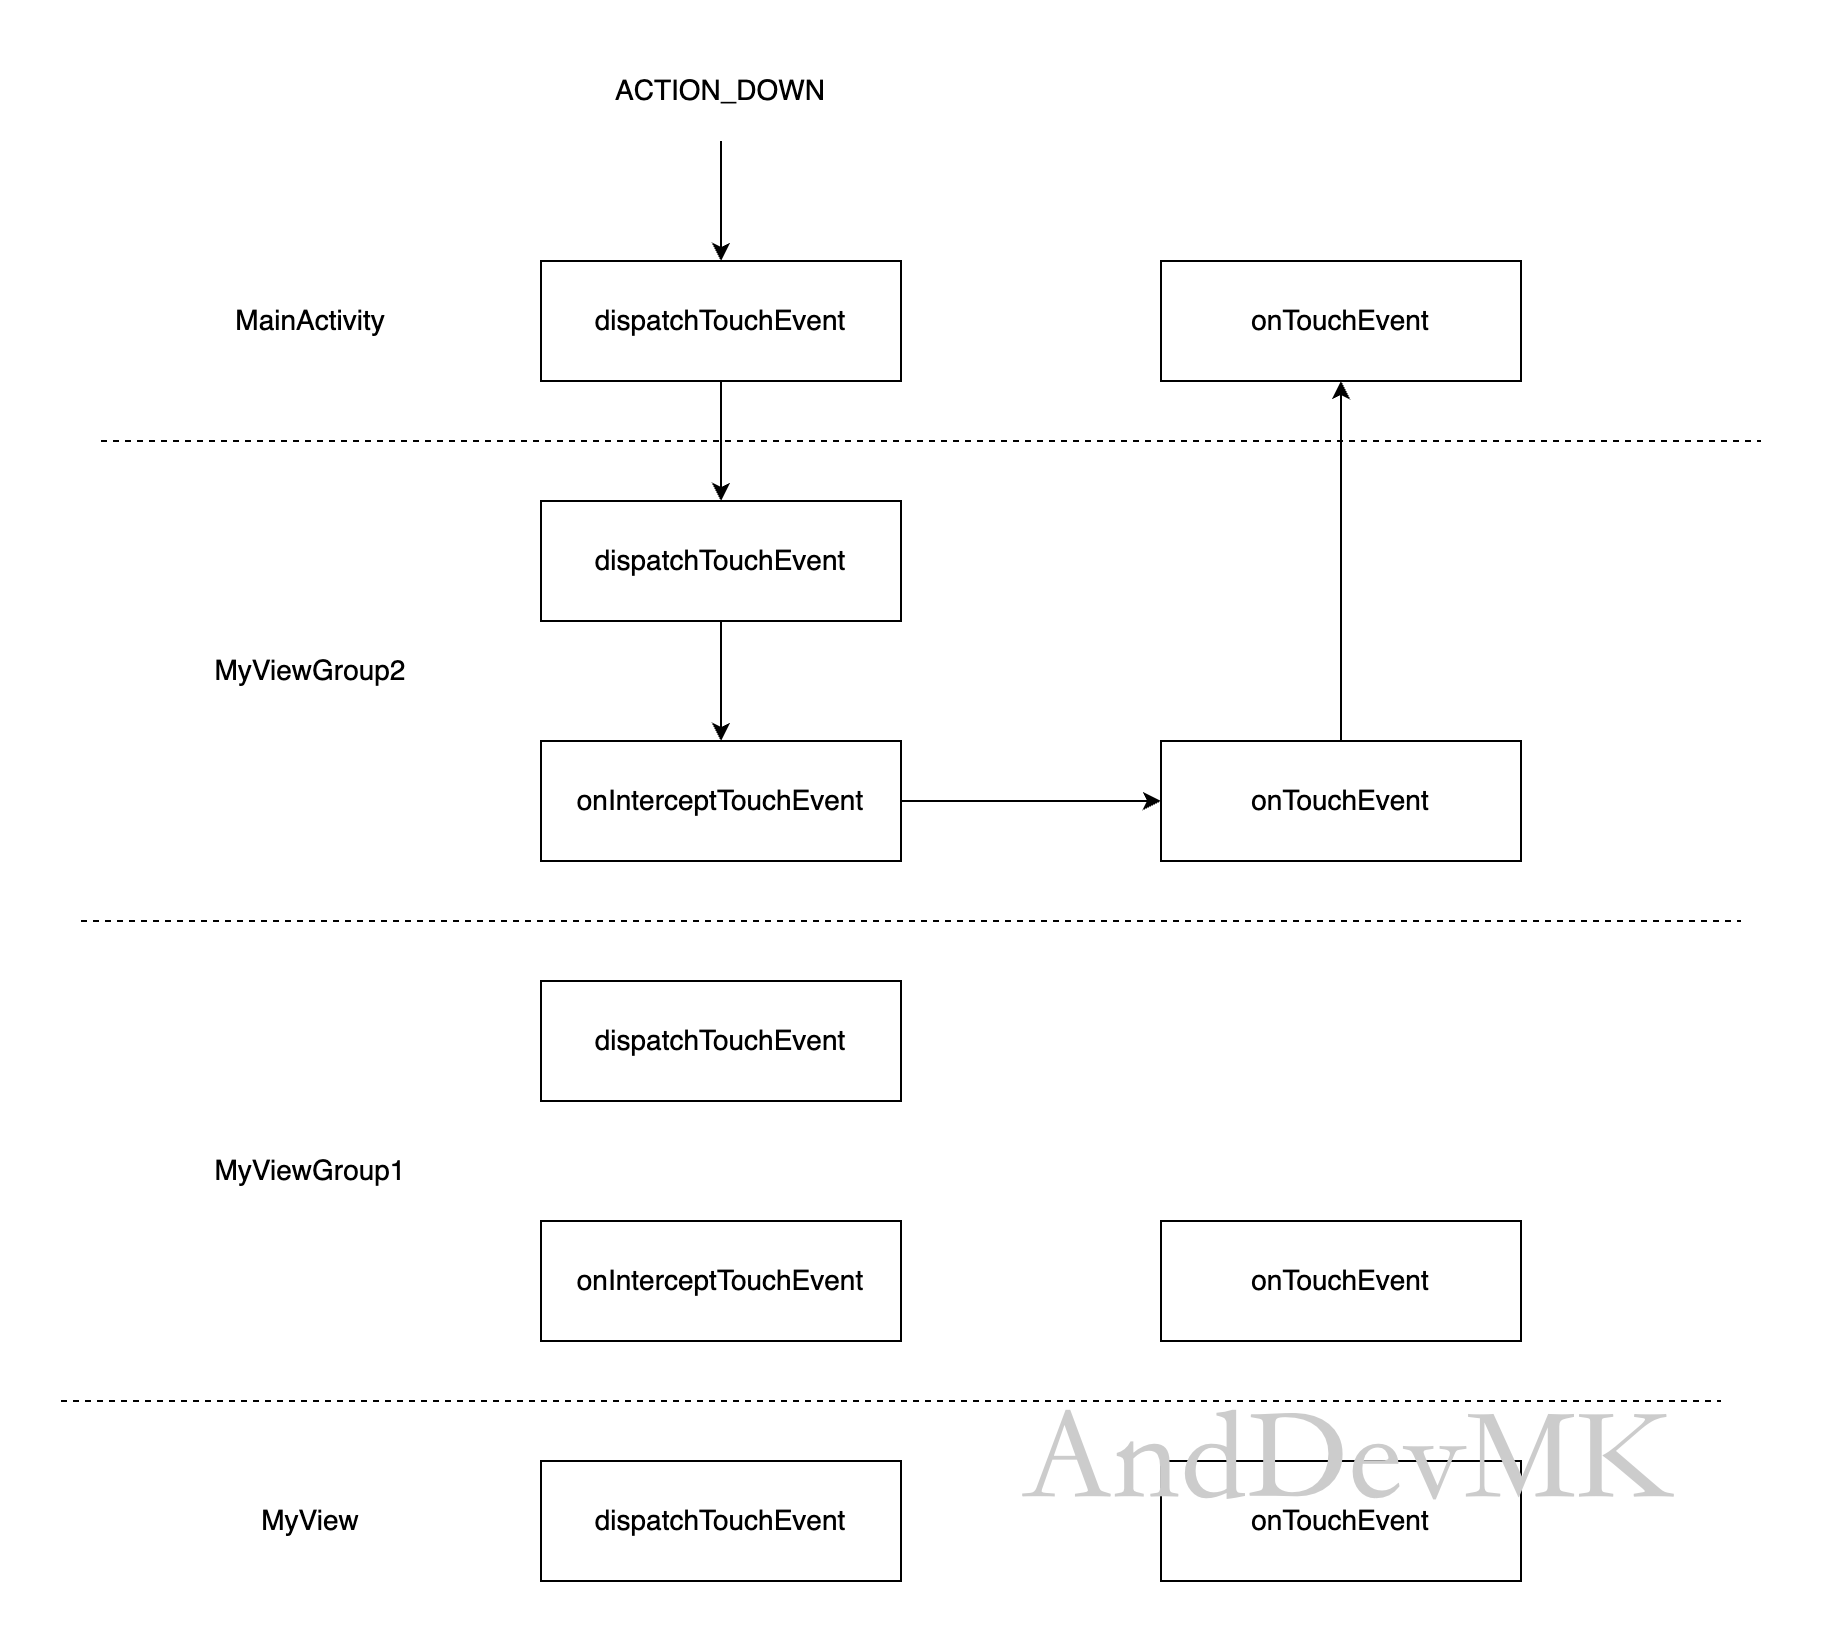 ACTION_DOWN
MainActivity
dispatchTouchEvent
onTouchEvent
dispatchTouchEvent
MyViewGroup2
onInterceptTouchEvent
onTouchEvent
dispatchTouchEvent
MyViewGroup1
onInterceptTouchEvent
onTouchEvent
AndDevMK
MyView
dispatchTouchEvent
onTouchEvent